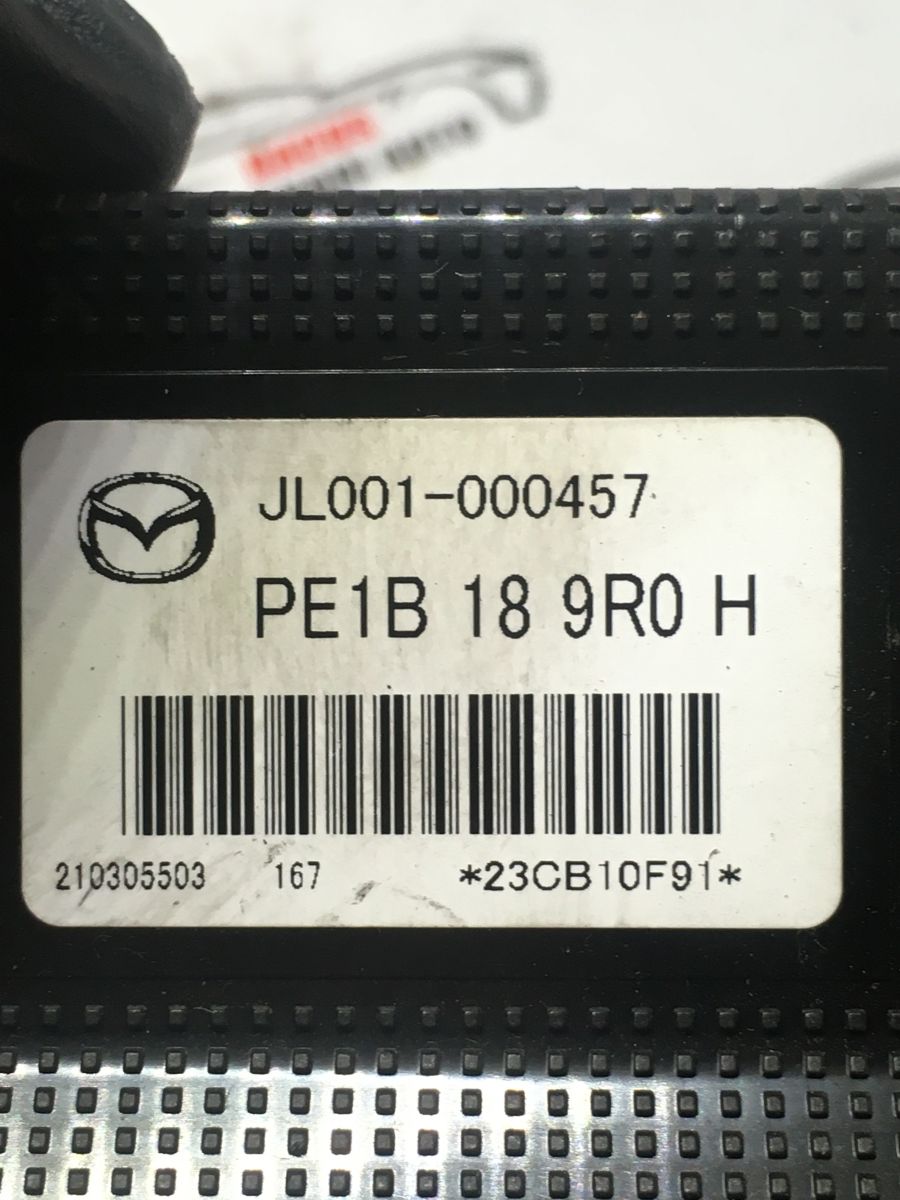 JL001-000457
PE1B 18 9R0 H
210305503 167 *23CB10F91*